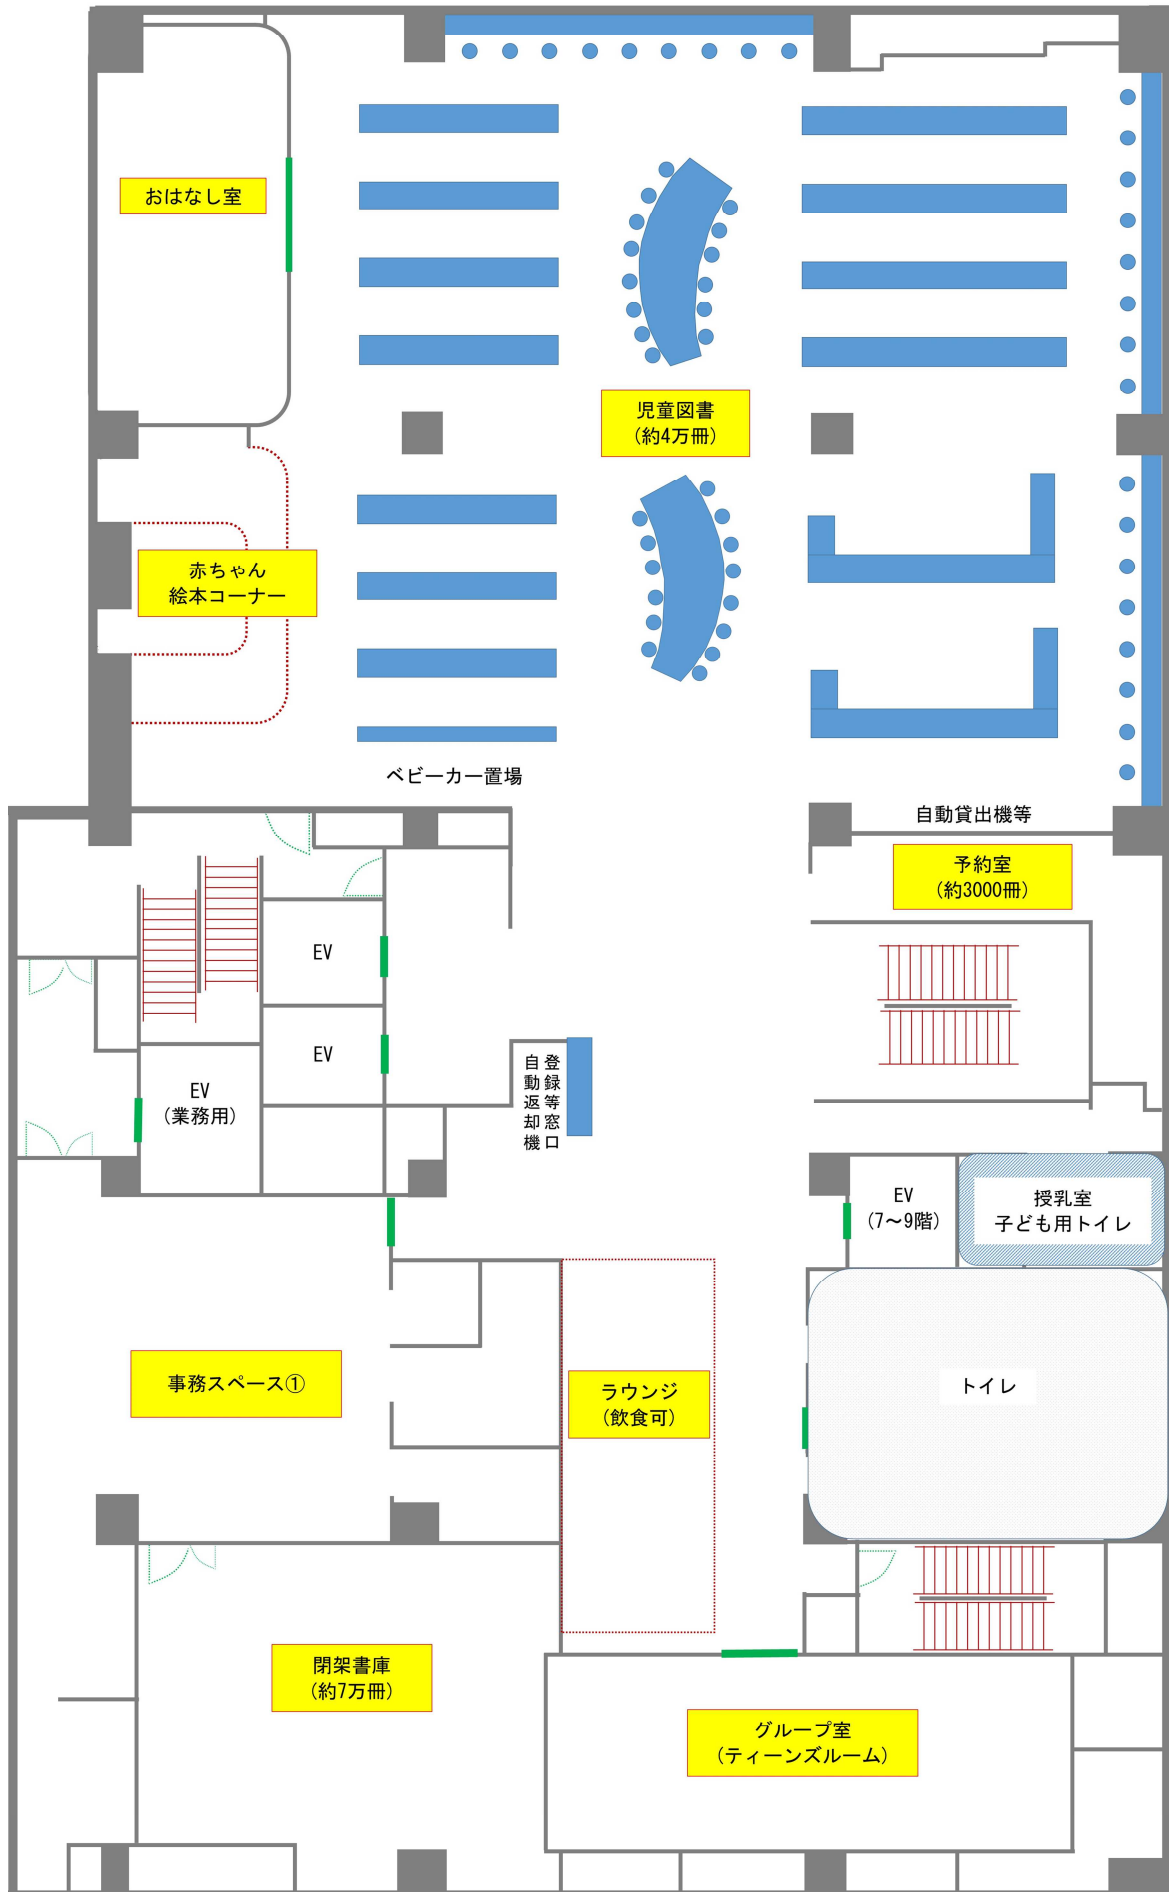 おはなし室
児童図書
(約4万冊)
赤ちゃん
絵本コーナー
ベビーカー置場
自動貸出機等
予約室
(約3000冊)
EV
EV
EV
(業務用)
登録等窓口
自動返却機
EV
(7～9階)
授乳室
子ども用トイレ
事務スペース①
ラウンジ
(飲食可)
トイレ
閉架書庫
(約7万冊)
グループ室
(ティーンズルーム)